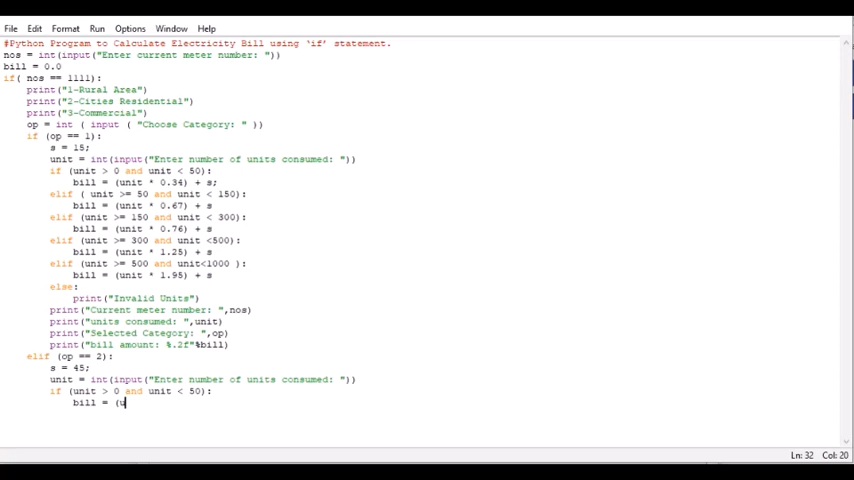 File Edit Format Run Options Window Help
#Python Program to Calculate Electricity Bill using 'if' statement.
nos = int(input("Enter current meter number: "))
bill = 0.0
if( nos == 1111):
    print("1-Rural Area")
    print("2-Cities Residential")
    print("3-Commercial")
    op = int ( input ( "Choose Category: " ))
    if (op == 1):
        s = 15;
        unit = int(input("Enter number of units consumed: "))
        if (unit > 0 and unit < 50):
            bill = (unit * 0.34) + s;
        elif ( unit >= 50 and unit < 150):
            bill = (unit * 0.67) + s
        elif (unit >= 150 and unit < 300):
            bill = (unit * 0.76) + s
        elif (unit >= 300 and unit <500):
            bill = (unit * 1.25) + s
        elif (unit >= 500 and unit<1000 ):
            bill = (unit * 1.95) + s
        else:
            print("Invalid Units")
        print("Current meter number: ",nos)
        print("units consumed: ",unit)
        print("Selected Category: ",op)
        print("bill amount: %.2f"%bill)
    elif (op == 2):
        s = 45;
        unit = int(input("Enter number of units consumed: "))
        if (unit > 0 and unit < 50):
            bill = (u
Ln: 32 Col: 20